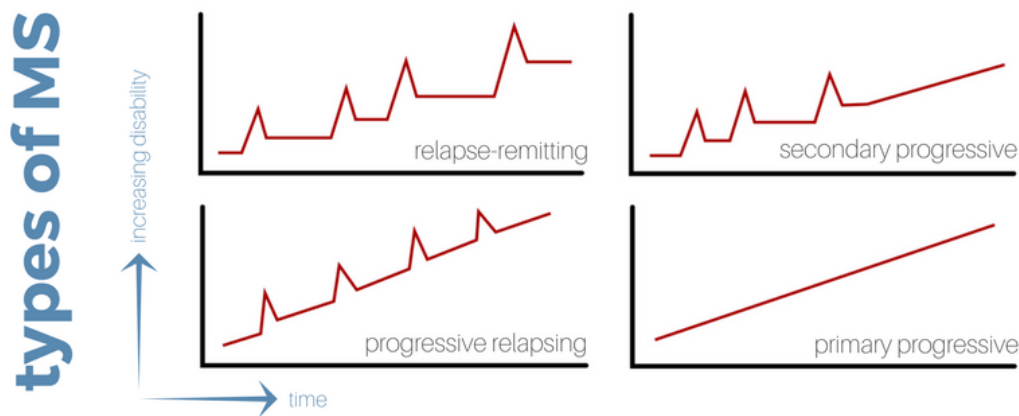 types of MS
increasing disability
time
relapse-remitting
secondary progressive
progressive relapsing
primary progressive